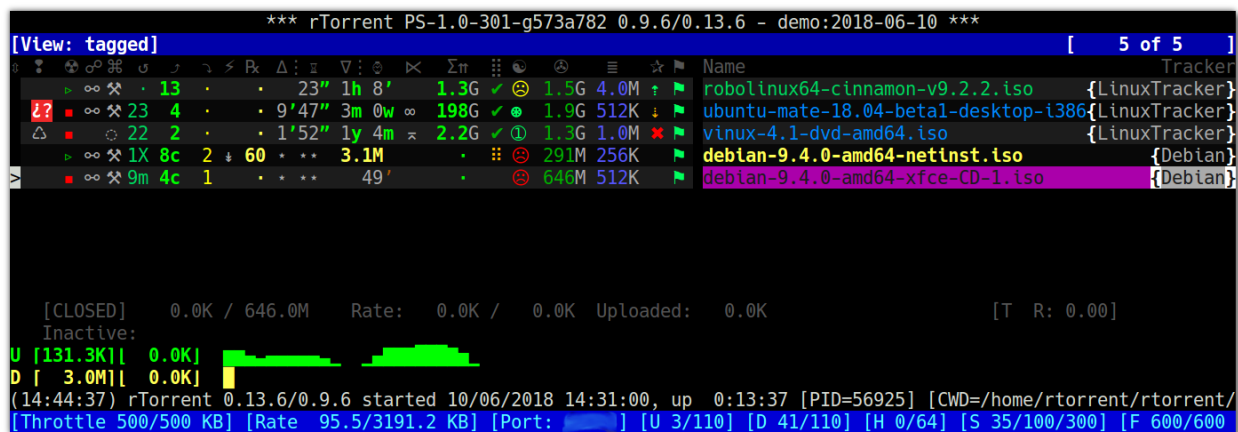 *** rTorrent PS-1.0-301-g573a782 0.9.6/0.13.6 - demo:2018-06-10 ***
[View: tagged] [ 5 of 5 ]
⇳ ❢ ☢ ☍ ⌘ ↺ ⤴ ⤵ ⚡ ℞ ∆⋮⌛ ∇⋮⌚ ⋉ Σ⇈ ⣿ ☯ ✇ ≣ ☆ ⚑ Name Tracker
▹ ⚯ ⚒ · 13 · · 23” 1h 8’ 1.3G ✔ ☹ 1.5G 4.0M ⇡ ⚑ robolinux64-cinnamon-v9.2.2.iso {LinuxTracker}
¿? ▪ ⚯ ⚒ 23 4 · · 9’47” 3m 0w ∞ 198G ✔ ⊛ 1.9G 512K ⇣ ⚑ ubuntu-mate-18.04-beta1-desktop-i386{LinuxTracker}
♺ ▪ ◌ 22 2 · · 1’52” 1y 4m ⌅ 2.2G ✔ ① 1.3G 1.0M ✖ ⚑ vinux-4.1-dvd-amd64.iso {LinuxTracker}
▹ ⚯ ⚒ 1X 8c 2 ↡ 60 ⋆ ⋆⋆ 3.1M · ⠿ ☹ 291M 256K ⚑ debian-9.4.0-amd64-netinst.iso {Debian}
> ▪ ⚯ ⚒ 9m 4c 1 · ⋆ ⋆⋆ 49’ · ☹ 646M 512K ⚑ debian-9.4.0-amd64-xfce-CD-1.iso {Debian}
[CLOSED] 0.0K / 646.0M Rate: 0.0K / 0.0K Uploaded: 0.0K [T R: 0.00]
Inactive:
U ⌈131.3K⌉⌊ 0.0K⌋
D ⌈ 3.0M⌉⌊ 0.0K⌋
(14:44:37) rTorrent 0.13.6/0.9.6 started 10/06/2018 14:31:00, up 0:13:37 [PID=56925] [CWD=/home/rtorrent/rtorrent/
[Throttle 500/500 KB] [Rate 95.5/3191.2 KB] [Port: ] [U 3/110] [D 41/110] [H 0/64] [S 35/100/300] [F 600/600